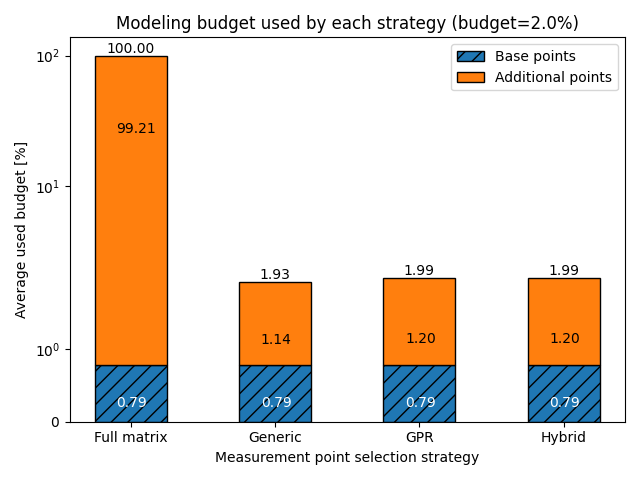 Modeling budget used by each strategy (budget=2.0%)
Base points
Additional points
100.00
99.21
0.79
1.93
1.14
0.79
1.99
1.20
0.79
1.99
1.20
0.79
10²
10¹
10⁰
0
Average used budget [%]
Full matrix
Generic
GPR
Hybrid
Measurement point selection strategy